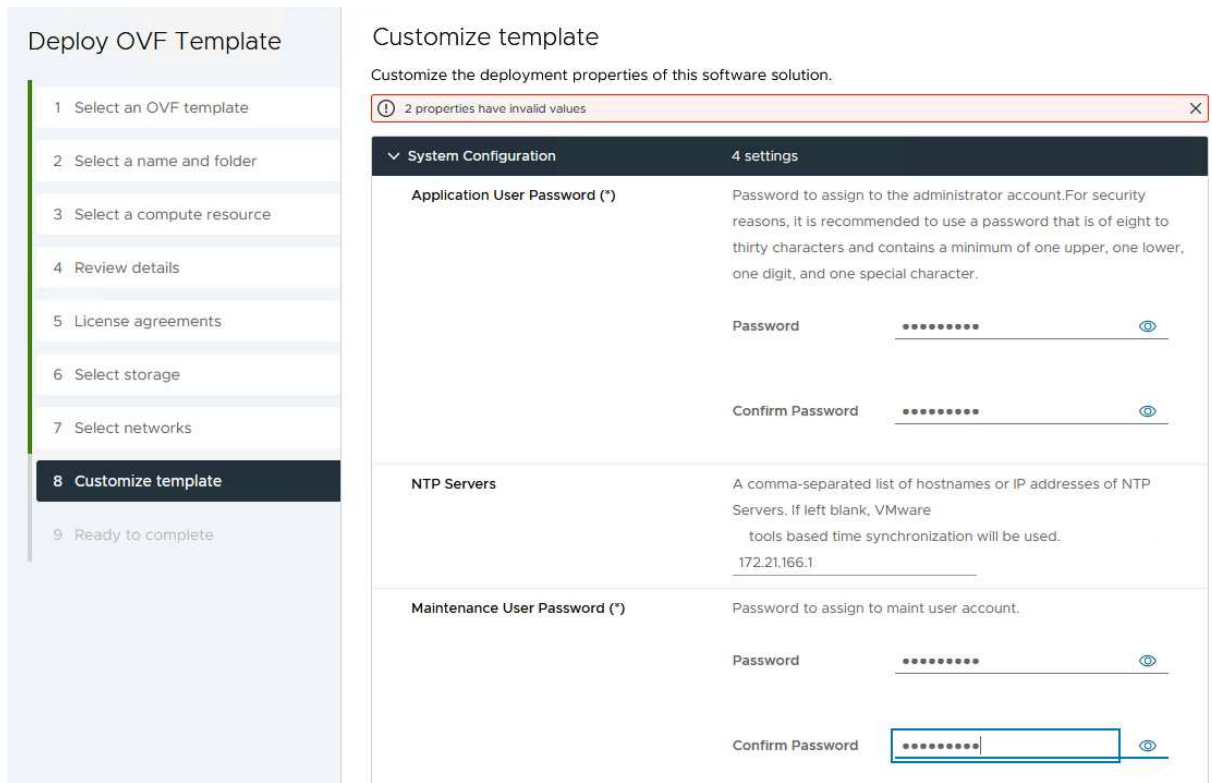 Deploy OVF Template
1 Select an OVF template
2 Select a name and folder
3 Select a compute resource
4 Review details
5 License agreements
6 Select storage
7 Select networks
8 Customize template
9 Ready to complete
Customize template
Customize the deployment properties of this software solution.
2 properties have invalid values
System Configuration 4 settings
Application User Password (*)
Password to assign to the administrator account.For security
reasons, it is recommended to use a password that is of eight to
thirty characters and contains a minimum of one upper, one lower,
one digit, and one special character.
Password •••••••••
Confirm Password •••••••••
NTP Servers
A comma-separated list of hostnames or IP addresses of NTP
Servers. If left blank, VMware
tools based time synchronization will be used.
172.21.166.1
Maintenance User Password (*)
Password to assign to maint user account.
Password •••••••••
Confirm Password •••••••••